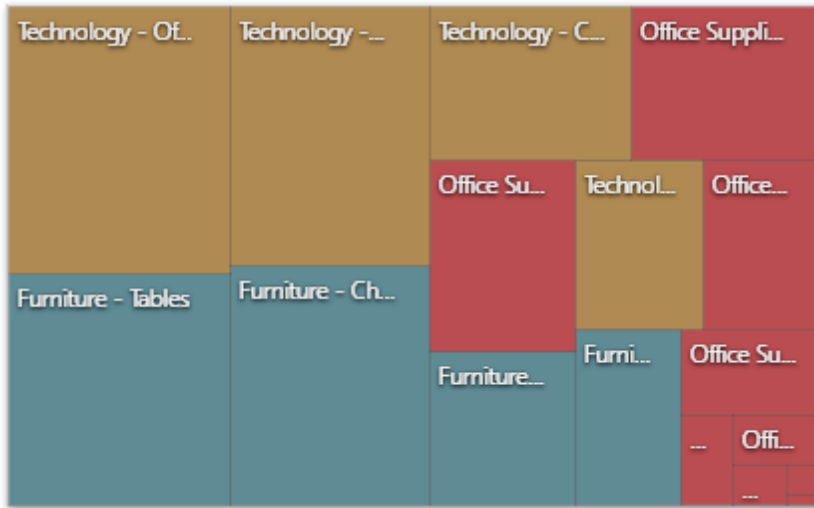 Technology - Of...
Technology -...
Technology - C...
Office Suppli...
Office Su...
Technol...
Office...
Furniture - Tables
Furniture - Ch...
Furniture...
Furni...
Office Su...
...
Offi...
...